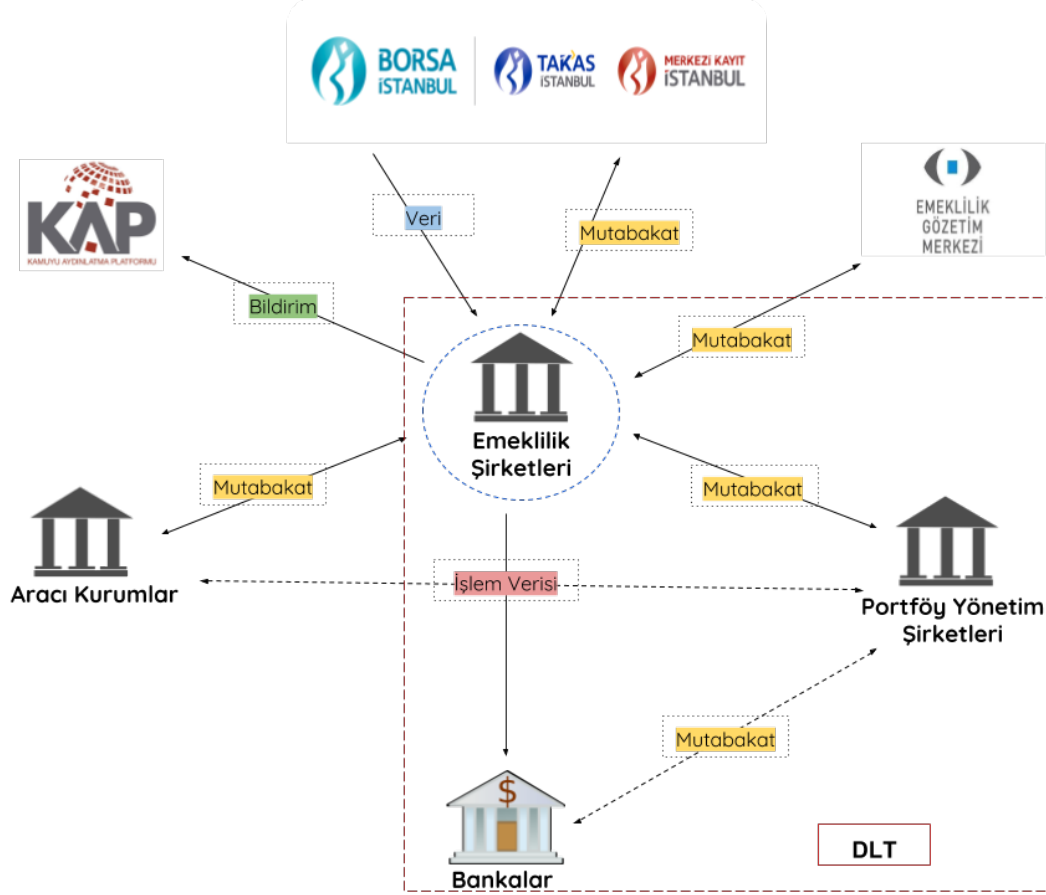 BORSA
İSTANBUL
TAKAS
İSTANBUL
MERKEZİ KAYIT
İSTANBUL
KAP
KAMUYU AYDINLATMA PLATFORMU
EMEKLİLİK
GÖZETİM
MERKEZİ
Veri
Mutabakat
Bildirim
Mutabakat
Emeklilik
Şirketleri
Mutabakat
Mutabakat
Aracı Kurumlar
İşlem Verisi
Portföy Yönetim
Şirketleri
Mutabakat
$
Bankalar
DLT